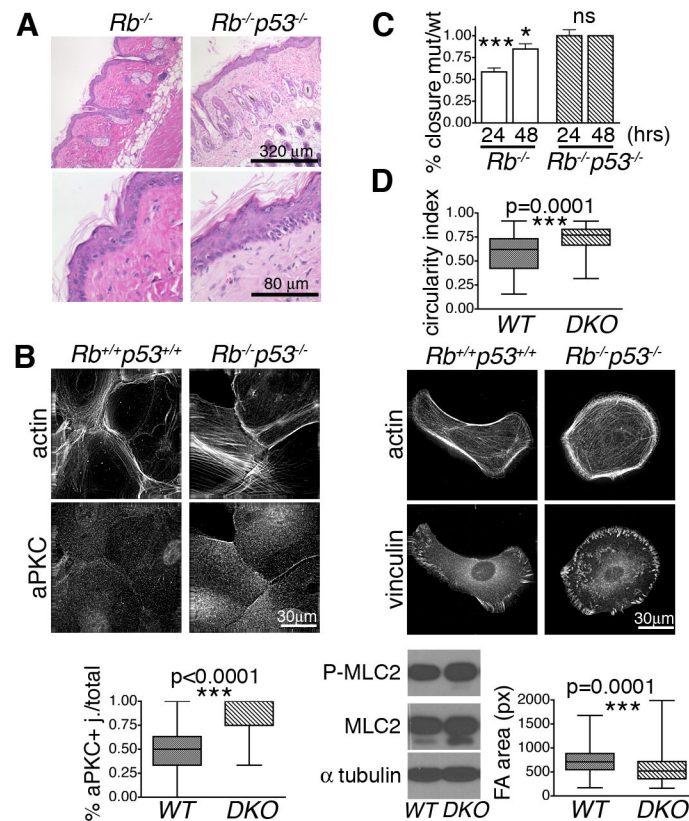 A
Rb-/-
Rb-/-p53-/-
320 µm
80 µm
B
Rb+/+p53+/+
Rb-/-p53-/-
actin
aPKC
30µm
p<0.0001
***
% aPKC+ j./total
1.00
0.75
0.50
0.25
0.00
WT
DKO
C
% closure mut/wt
1.00
0.75
0.50
0.25
0.00
***
*
ns
24
48
24
48
(hrs)
Rb-/-
Rb-/-p53-/-
D
p=0.0001
***
circularity index
1.00
0.75
0.50
0.25
0.00
WT
DKO
Rb+/+p53+/+
Rb-/-p53-/-
actin
vinculin
30µm
P-MLC2
MLC2
α tubulin
WT DKO
p=0.0001
***
FA area (px)
2000
1500
1000
500
0
WT
DKO